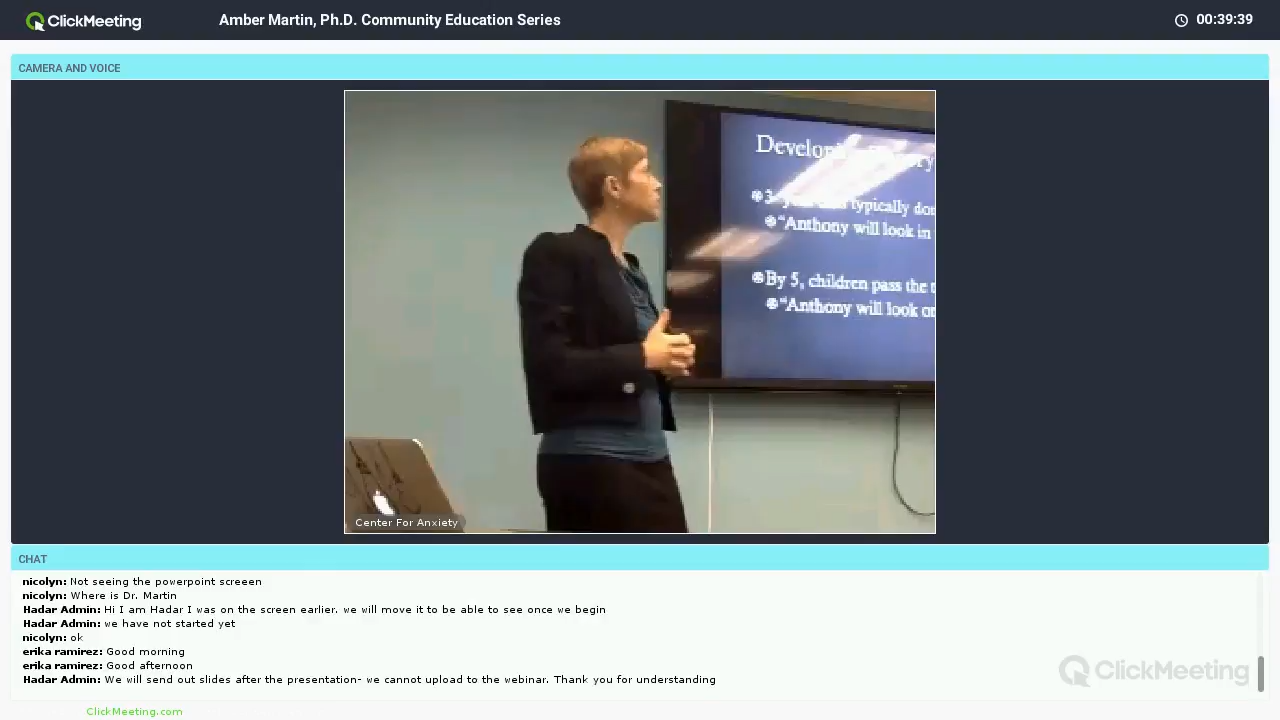 ClickMeeting
Amber Martin, Ph.D. Community Education Series
00:39:39
CAMERA AND VOICE
typically
"Anthony will look in
By 5, children pass the
"Anthony will look
Center For Anxiety
CHAT
nicolyn: Not seeing the powerpoint screeen
nicolyn: Where is Dr. Martin
Hadar Admin: Hi I am Hadar I was on the screen earlier. we will move it to be able to see once we begin
Hadar Admin: we have not started yet
nicolyn: ok
erika ramirez: Good morning
erika ramirez: Good afternoon
Hadar Admin: We will send out slides after the presentation- we cannot upload to the webinar. Thank you for understanding
ClickMeeting
ClickMeeting.com